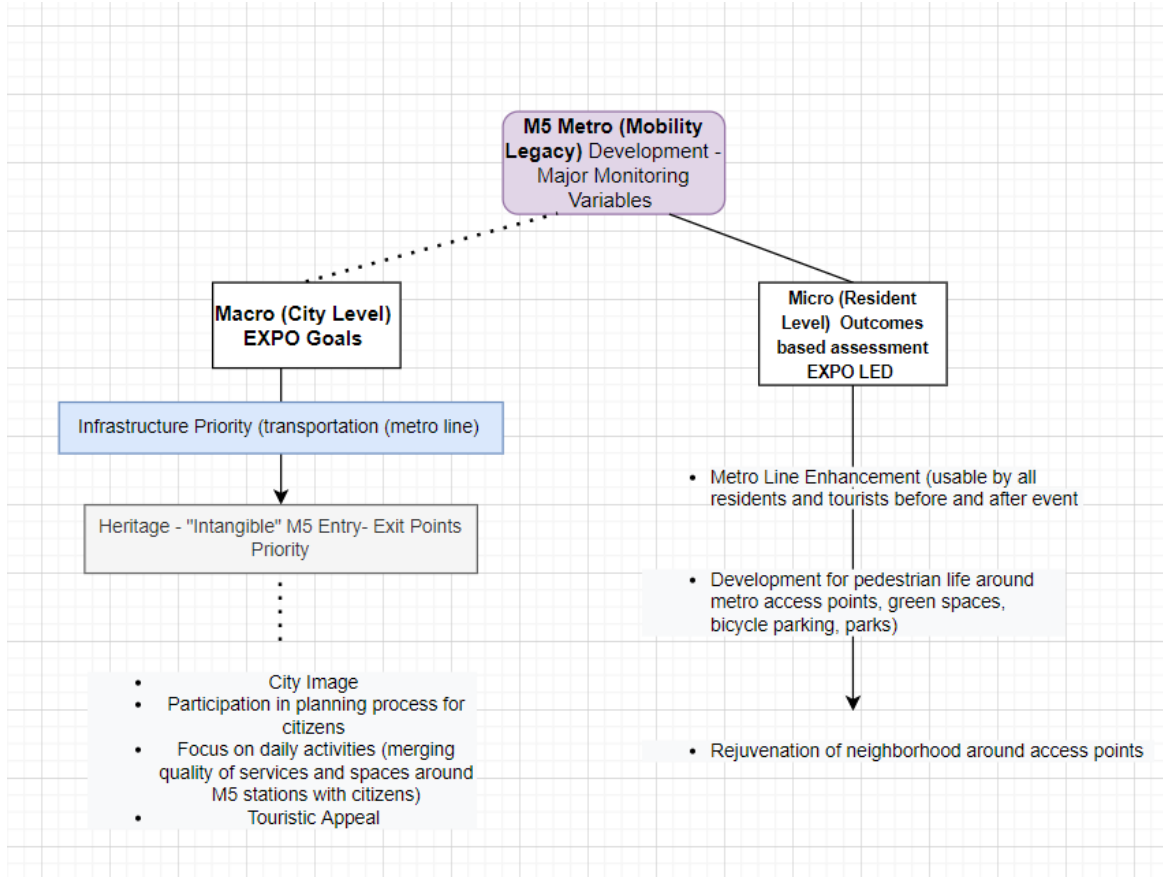 M5 Metro (Mobility
Legacy) Development -
Major Monitoring
Variables
Macro (City Level)
EXPO Goals
Infrastructure Priority (transportation (metro line)
Heritage - "Intangible" M5 Entry- Exit Points
Priority
• City Image
• Participation in planning process for
citizens
• Focus on daily activities (merging
quality of services and spaces around
M5 stations with citizens)
• Touristic Appeal
Micro (Resident
Level) Outcomes
based assessment
EXPO LED
• Metro Line Enhancement (usable by all
residents and tourists before and after event
• Development for pedestrian life around
metro access points, green spaces,
bicycle parking, parks)
• Rejuvenation of neighborhood around access points